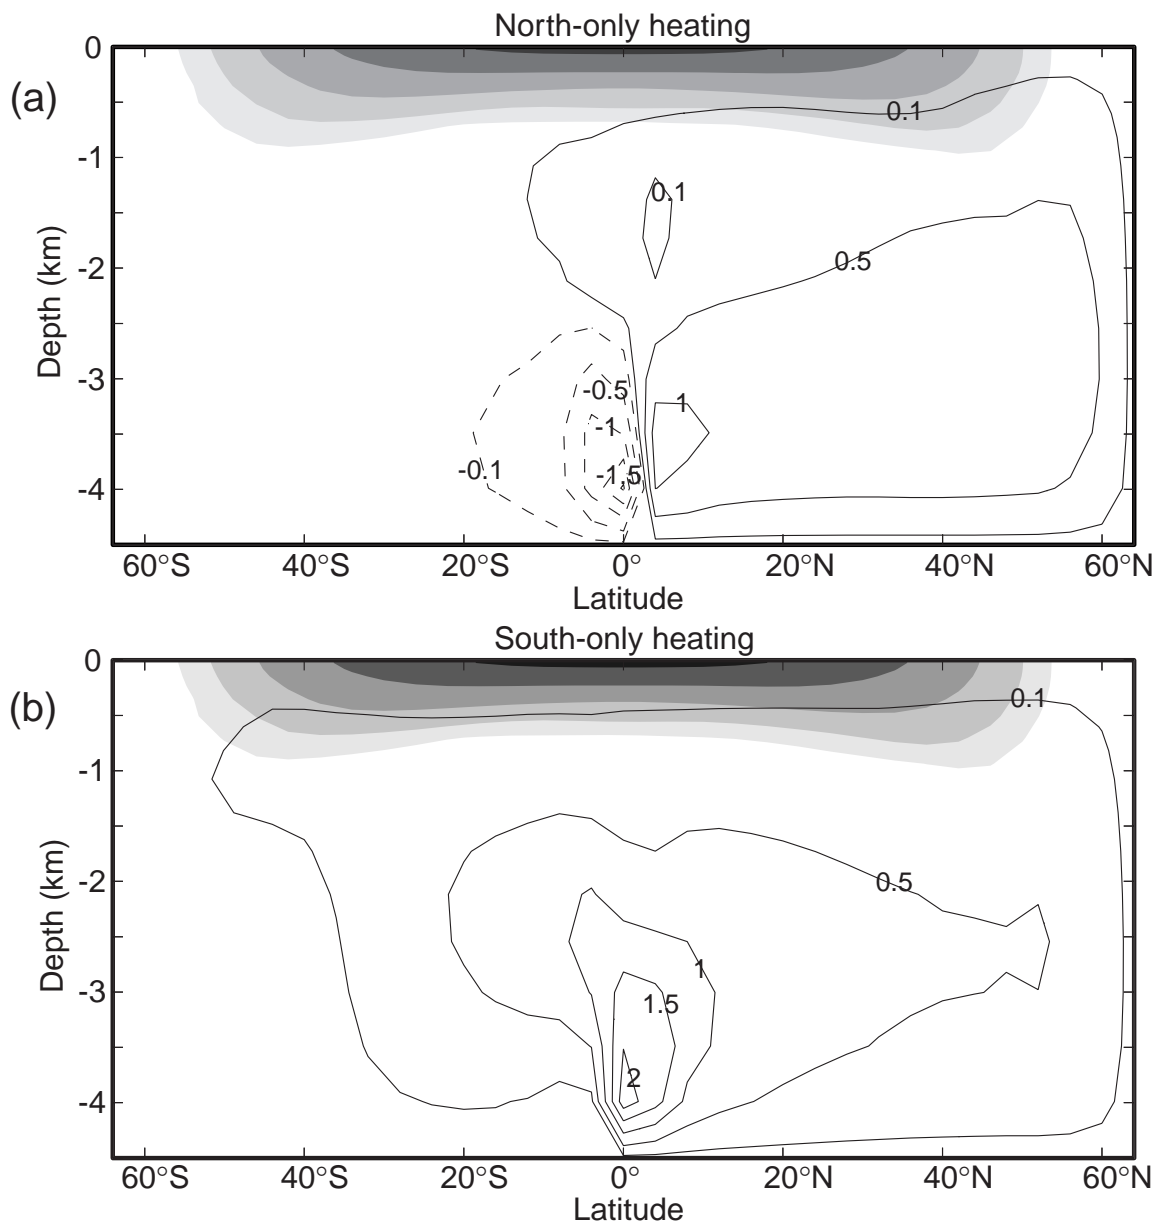 North-only heating
(a)
0
-1
-2
-3
-4
Depth (km)
0.1
0.1
0.5
-0.5
1
-1
-0.1
-1.5
60°S
40°S
20°S
0°
20°N
40°N
60°N
Latitude
South-only heating
(b)
0
-1
-2
-3
-4
Depth (km)
0.1
0.5
1
1.5
2
60°S
40°S
20°S
0°
20°N
40°N
60°N
Latitude